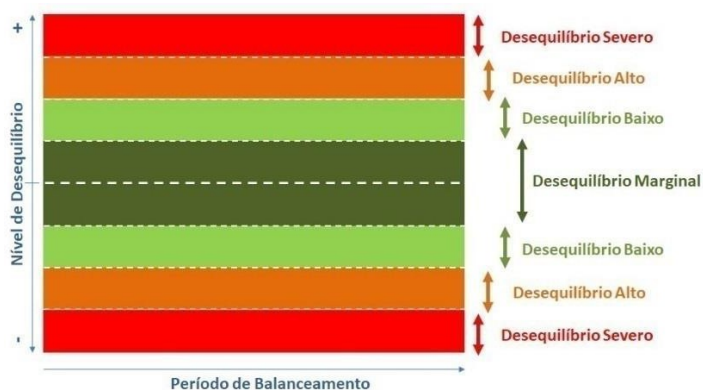 +
Nível de Desequilíbrio
-
Desequilíbrio Severo
Desequilíbrio Alto
Desequilíbrio Baixo
Desequilíbrio Marginal
Desequilíbrio Baixo
Desequilíbrio Alto
Desequilíbrio Severo
Período de Balanceamento